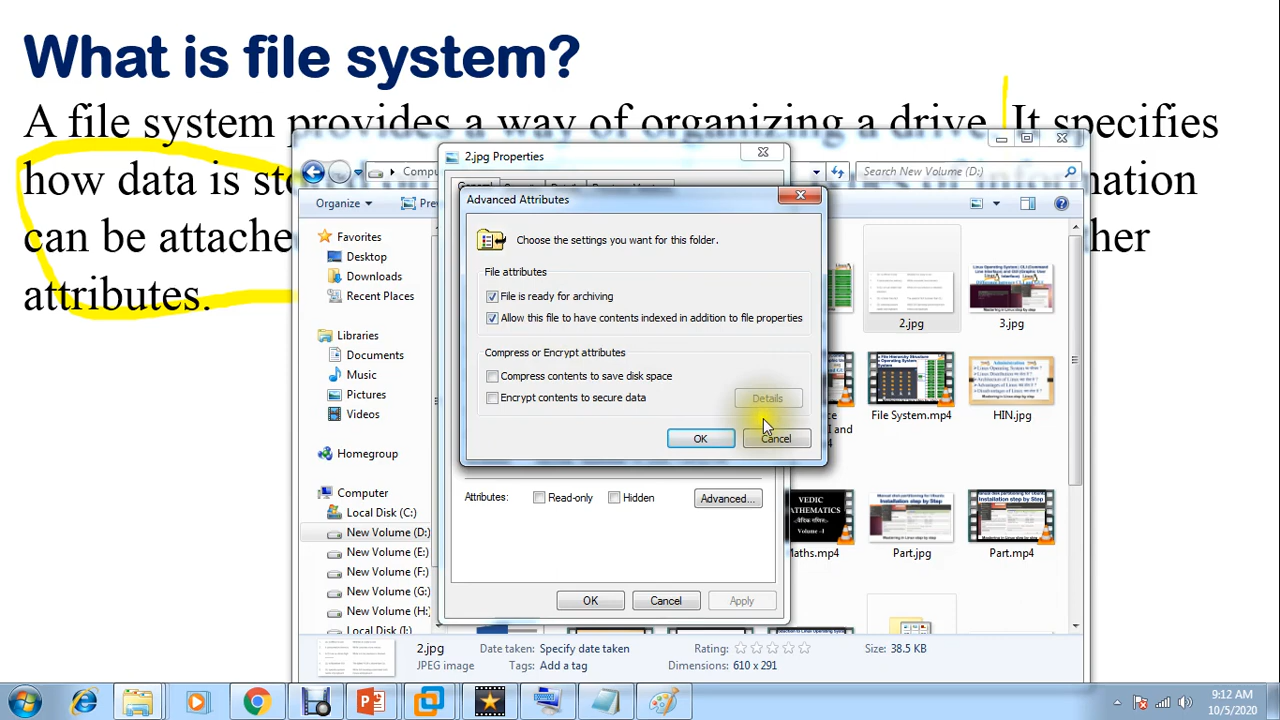 What is file system?
A file system provides a way of organizing a drive. It specifies
how data is
information
can be attache
her
attributes.
2.jpg Properties
Search New Volume (D:)
Organize
Advanced Attributes
Choose the settings you want for this folder.
File attributes
File is ready for archiving
Allow this file to have contents indexed in addition to file properties
Compress or Encrypt attributes
Compress contents to save disk space
Encrypt contents to secure data
Details
OK
Cancel
Attributes:
Read-only
Hidden
Advanced...
OK
Cancel
Apply
Favorites
Desktop
Downloads
Recent Places
Libraries
Documents
Music
Pictures
Videos
Homegroup
Computer
Local Disk (C:)
New Volume (D:)
New Volume (E:)
New Volume (F:)
New Volume (G:)
New Volume (H:)
Local Disk (I:)
2.jpg
3.jpg
File System.mp4
HIN.jpg
VEDIC
MATHEMATICS
Volume -I
Maths.mp4
Part.jpg
Part.mp4
2.jpg
JPEG image
Date taken: Specify date taken
Tags: Add a tag
Rating:
Dimensions: 610 x
Size: 38.5 KB
9:12 AM
10/5/2020